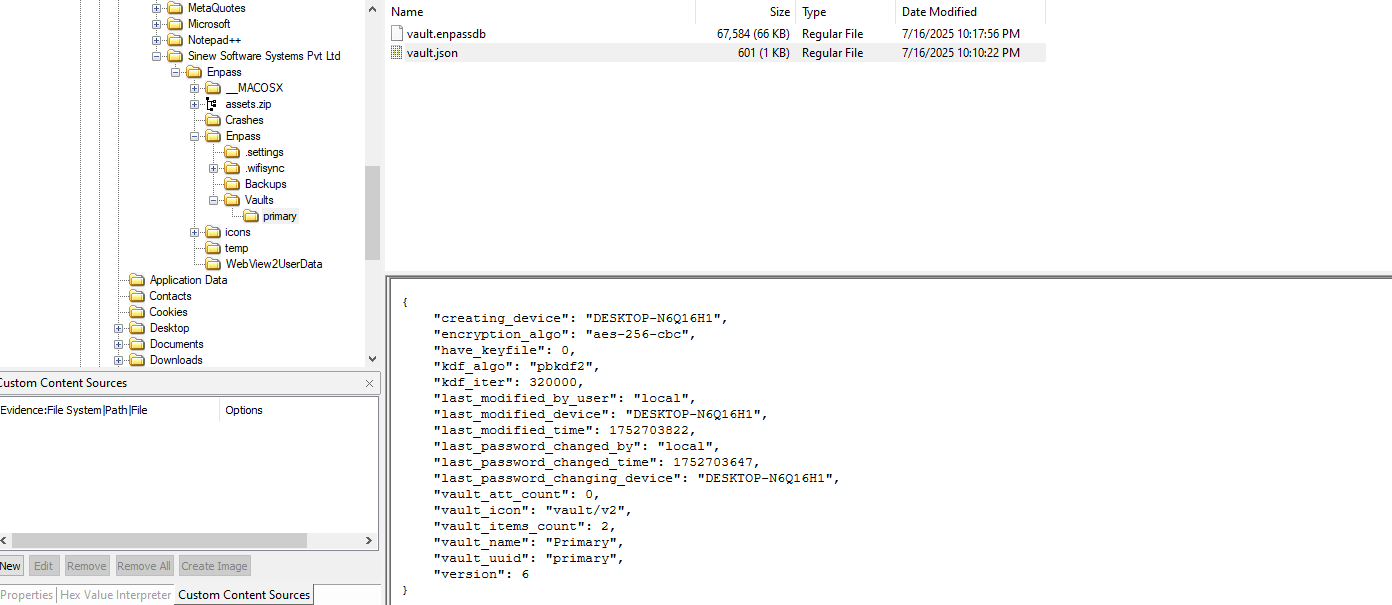 MetaQuotes
Microsoft
Notepad++
Sinew Software Systems Pvt Ltd
Enpass
__MACOSX
assets.zip
Crashes
Enpass
.settings
.wifisync
Backups
Vaults
primary
icons
temp
WebView2UserData
Application Data
Contacts
Cookies
Desktop
Documents
Downloads
Custom Content Sources
Evidence:File System|Path|File Options
New Edit Remove Remove All Create Image
Properties Hex Value Interpreter Custom Content Sources
Name Size Type Date Modified
vault.enpassdb 67,584 (66 KB) Regular File 7/16/2025 10:17:56 PM
vault.json 601 (1 KB) Regular File 7/16/2025 10:10:22 PM
{
"creating_device": "DESKTOP-N6Q16H1",
"encryption_algo": "aes-256-cbc",
"have_keyfile": 0,
"kdf_algo": "pbkdf2",
"kdf_iter": 320000,
"last_modified_by_user": "local",
"last_modified_device": "DESKTOP-N6Q16H1",
"last_modified_time": 1752703822,
"last_password_changed_by": "local",
"last_password_changed_time": 1752703647,
"last_password_changing_device": "DESKTOP-N6Q16H1",
"vault_att_count": 0,
"vault_icon": "vault/v2",
"vault_items_count": 2,
"vault_name": "Primary",
"vault_uuid": "primary",
"version": 6
}